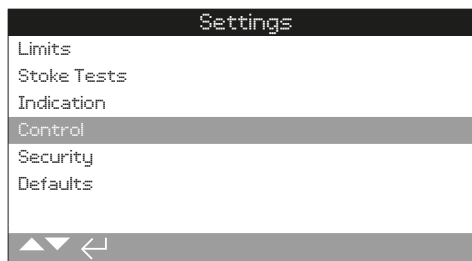 Settings
Limits
Stoke Tests
Indication
Control
Security
Defaults